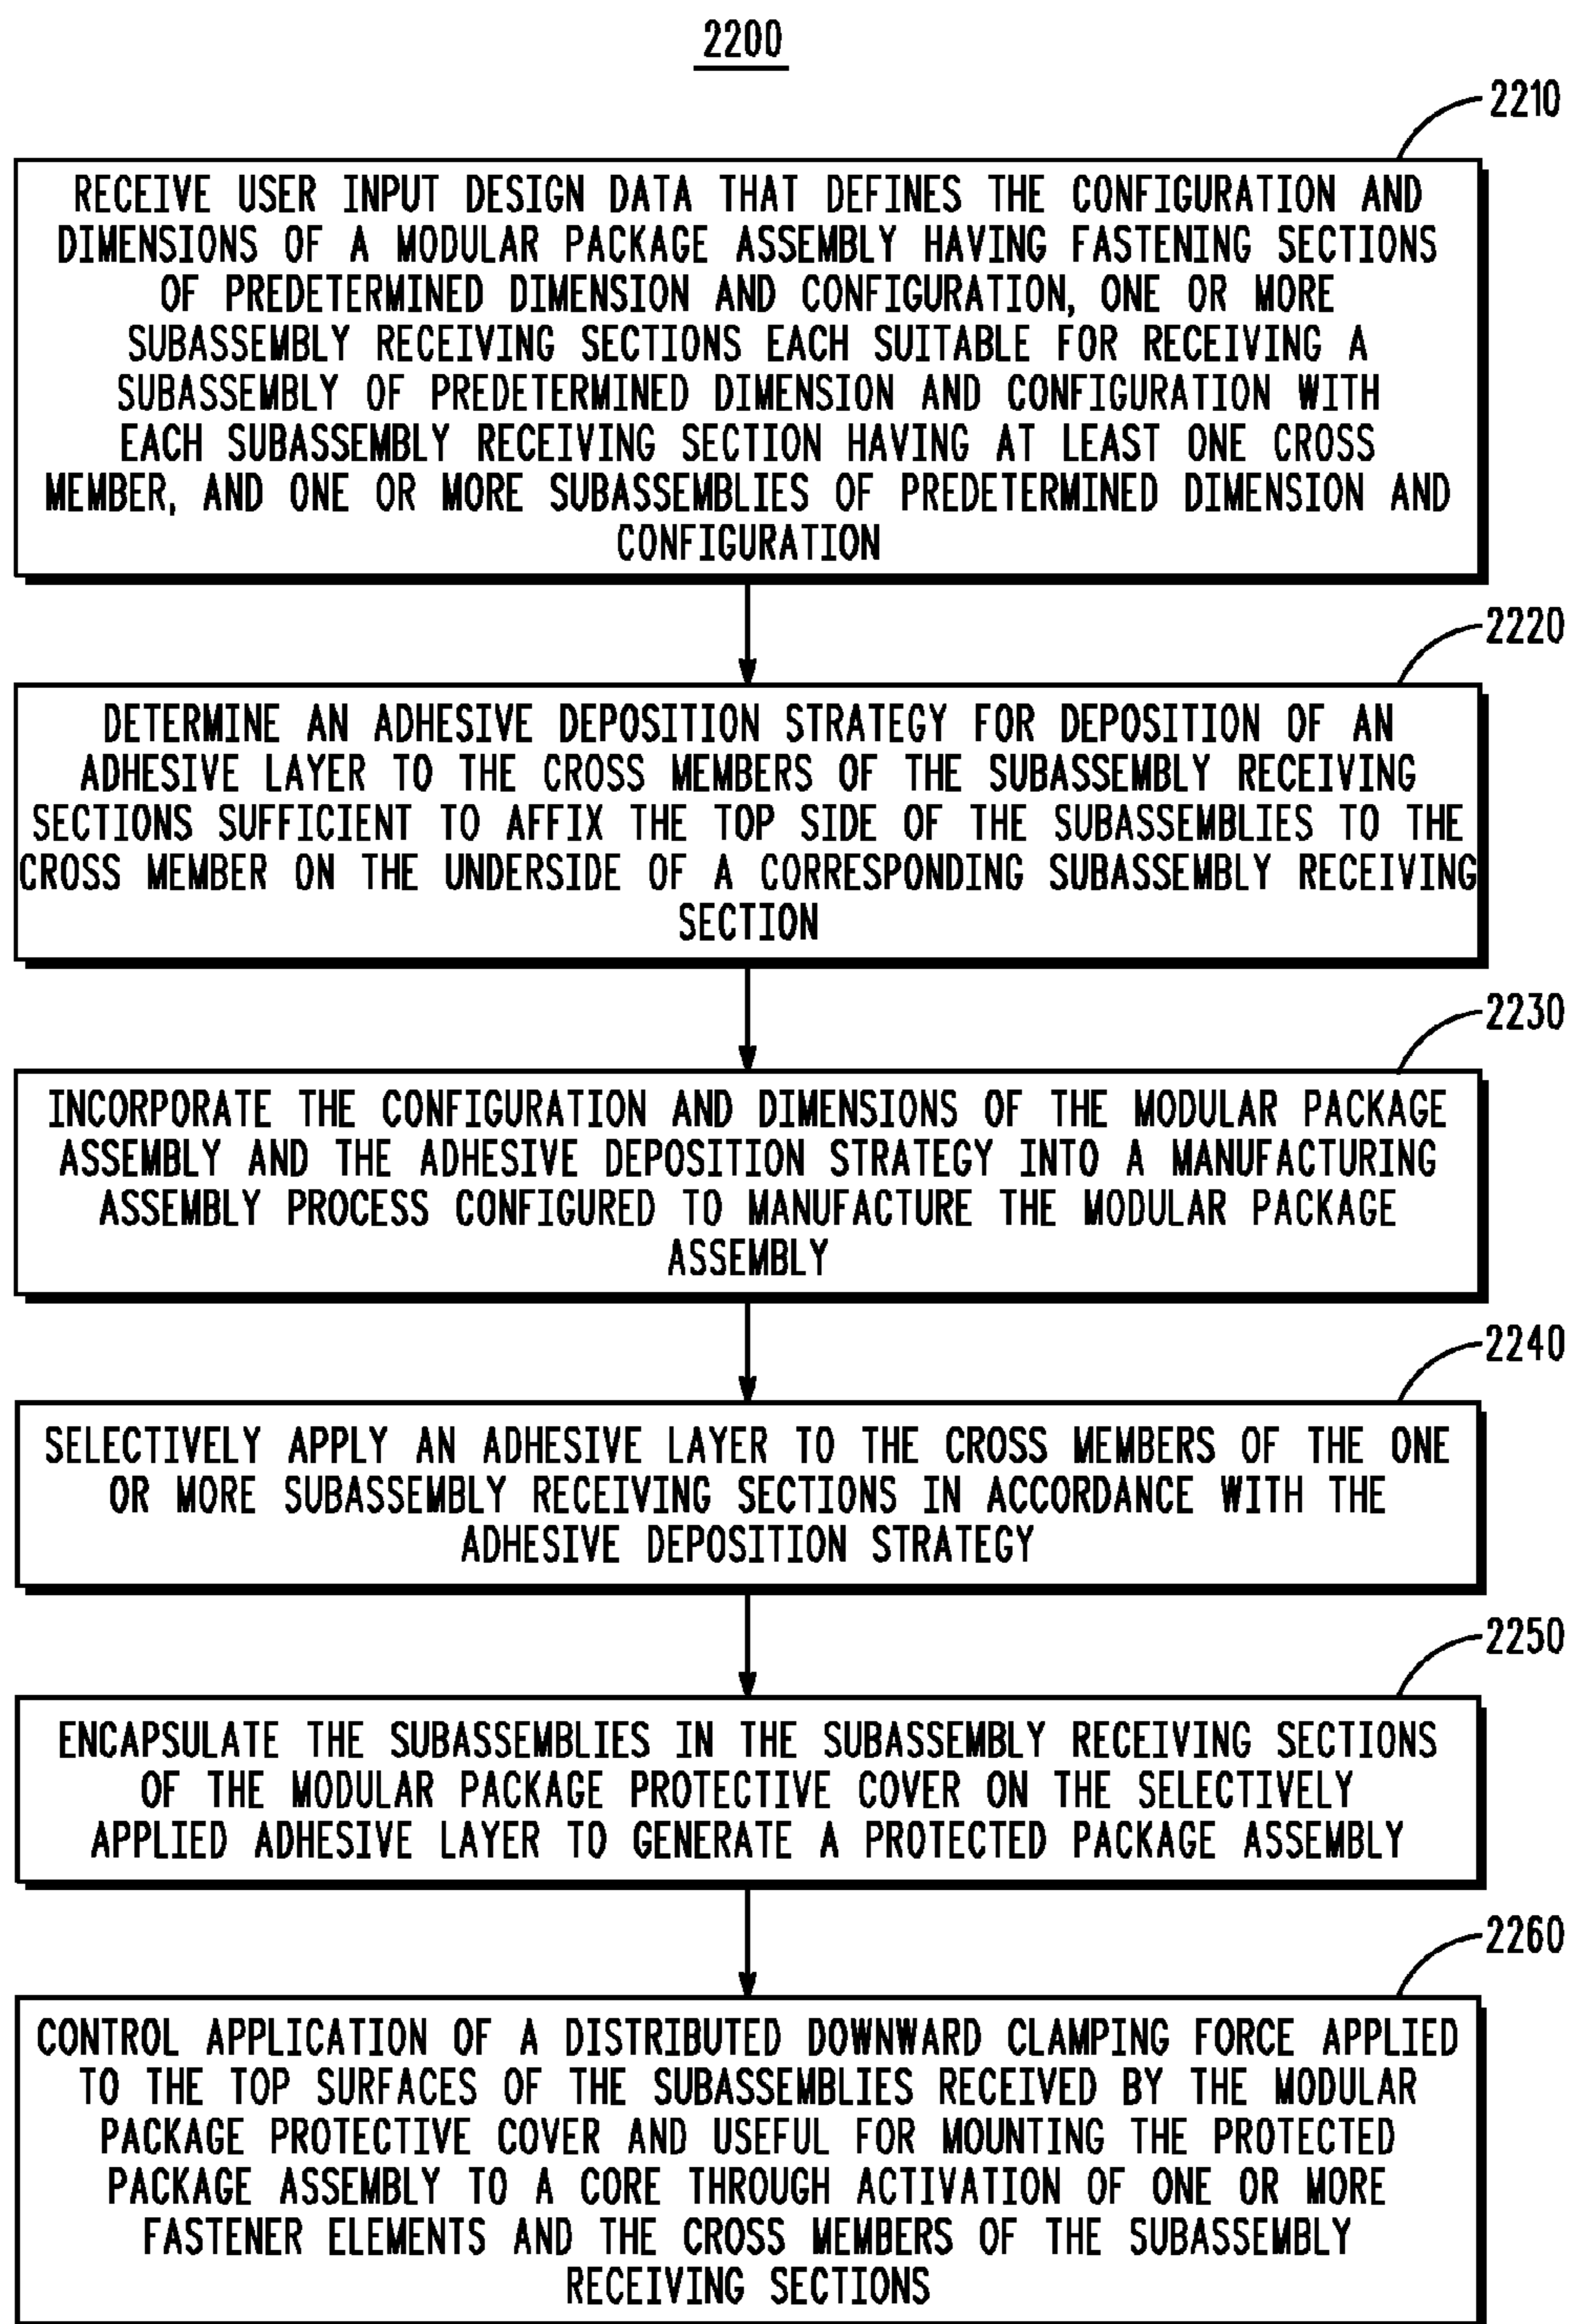 2200
2210
RECEIVE USER INPUT DESIGN DATA THAT DEFINES THE CONFIGURATION AND
DIMENSIONS OF A MODULAR PACKAGE ASSEMBLY HAVING FASTENING SECTIONS
OF PREDETERMINED DIMENSION AND CONFIGURATION, ONE OR MORE
SUBASSEMBLY RECEIVING SECTIONS EACH SUITABLE FOR RECEIVING A
SUBASSEMBLY OF PREDETERMINED DIMENSION AND CONFIGURATION WITH
EACH SUBASSEMBLY RECEIVING SECTION HAVING AT LEAST ONE CROSS
MEMBER, AND ONE OR MORE SUBASSEMBLIES OF PREDETERMINED DIMENSION AND
CONFIGURATION
2220
DETERMINE AN ADHESIVE DEPOSITION STRATEGY FOR DEPOSITION OF AN
ADHESIVE LAYER TO THE CROSS MEMBERS OF THE SUBASSEMBLY RECEIVING
SECTIONS SUFFICIENT TO AFFIX THE TOP SIDE OF THE SUBASSEMBLIES TO THE
CROSS MEMBER ON THE UNDERSIDE OF A CORRESPONDING SUBASSEMBLY RECEIVING
SECTION
2230
INCORPORATE THE CONFIGURATION AND DIMENSIONS OF THE MODULAR PACKAGE
ASSEMBLY AND THE ADHESIVE DEPOSITION STRATEGY INTO A MANUFACTURING
ASSEMBLY PROCESS CONFIGURED TO MANUFACTURE THE MODULAR PACKAGE
ASSEMBLY
2240
SELECTIVELY APPLY AN ADHESIVE LAYER TO THE CROSS MEMBERS OF THE ONE
OR MORE SUBASSEMBLY RECEIVING SECTIONS IN ACCORDANCE WITH THE
ADHESIVE DEPOSITION STRATEGY
2250
ENCAPSULATE THE SUBASSEMBLIES IN THE SUBASSEMBLY RECEIVING SECTIONS
OF THE MODULAR PACKAGE PROTECTIVE COVER ON THE SELECTIVELY
APPLIED ADHESIVE LAYER TO GENERATE A PROTECTED PACKAGE ASSEMBLY
2260
CONTROL APPLICATION OF A DISTRIBUTED DOWNWARD CLAMPING FORCE APPLIED
TO THE TOP SURFACES OF THE SUBASSEMBLIES RECEIVED BY THE MODULAR
PACKAGE PROTECTIVE COVER AND USEFUL FOR MOUNTING THE PROTECTED
PACKAGE ASSEMBLY TO A CORE THROUGH ACTIVATION OF ONE OR MORE
FASTENER ELEMENTS AND THE CROSS MEMBERS OF THE SUBASSEMBLY
RECEIVING SECTIONS